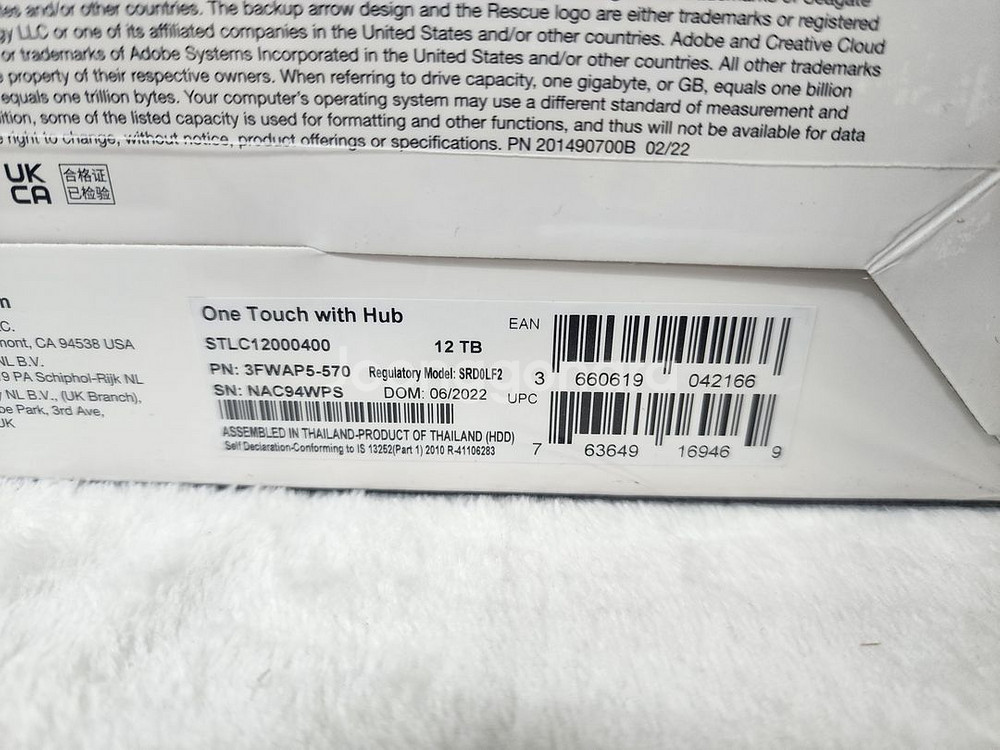 and/or other countries. The backup arrow design and the Rescue logo are either trademarks or registered
LLC or one of its affiliated companies in the United States and/or other countries. Adobe and Creative Cloud
or trademarks of Adobe Systems Incorporated in the United States and/or other countries. All other trademarks
property of their respective owners. When referring to drive capacity, one gigabyte, or GB, equals one billion
equals one trillion bytes. Your computer's operating system may use a different standard of measurement and
some of the listed capacity is used for formatting and other functions, and thus will not be available for data
right to change, without notice, product offerings or specifications. PN 201490700B 02/22
UK
CA
合格证
已检验
CA 94538 USA
B.V.
PA Schiphol-Rijk NL
NL B.V., (UK Branch),
Park, 3rd Ave,
UK
One Touch with Hub
STLC12000400 12 TB
PN: 3FWAP5-570 Regulatory Model: SRD0LF2
SN: NAC94WPS DOM: 06/2022
ASSEMBLED IN THAILAND-PRODUCT OF THAILAND (HDD)
Self Declaration-Conforming to IS 13252(Part 1) 2010 R-41106283
EAN
3 660619 042166
UPC
7 63649 16946 9